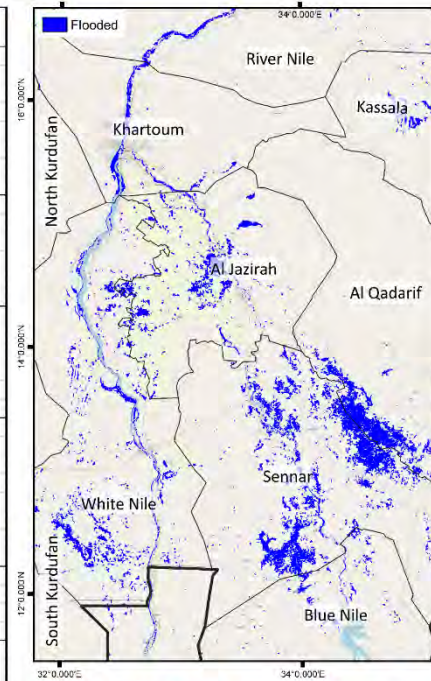 34°0.000'E
Flooded
River Nile
16°0.000'N
Kassala
Khartoum
North Kurdufan
Al Jazirah
Al Qadarif
14°0.000'N
Sennar
White Nile
South Kurdufan
12°0.000'N
Blue Nile
32°0.000'E
34°0.000'E